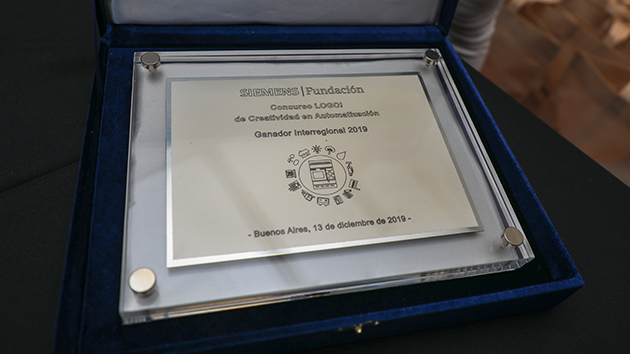 SIEMENS | Fundación
Concurso LOGO!
de Creatividad en Automatización
Ganador Interregional 2019
- Buenos Aires, 13 de diciembre de 2019 -